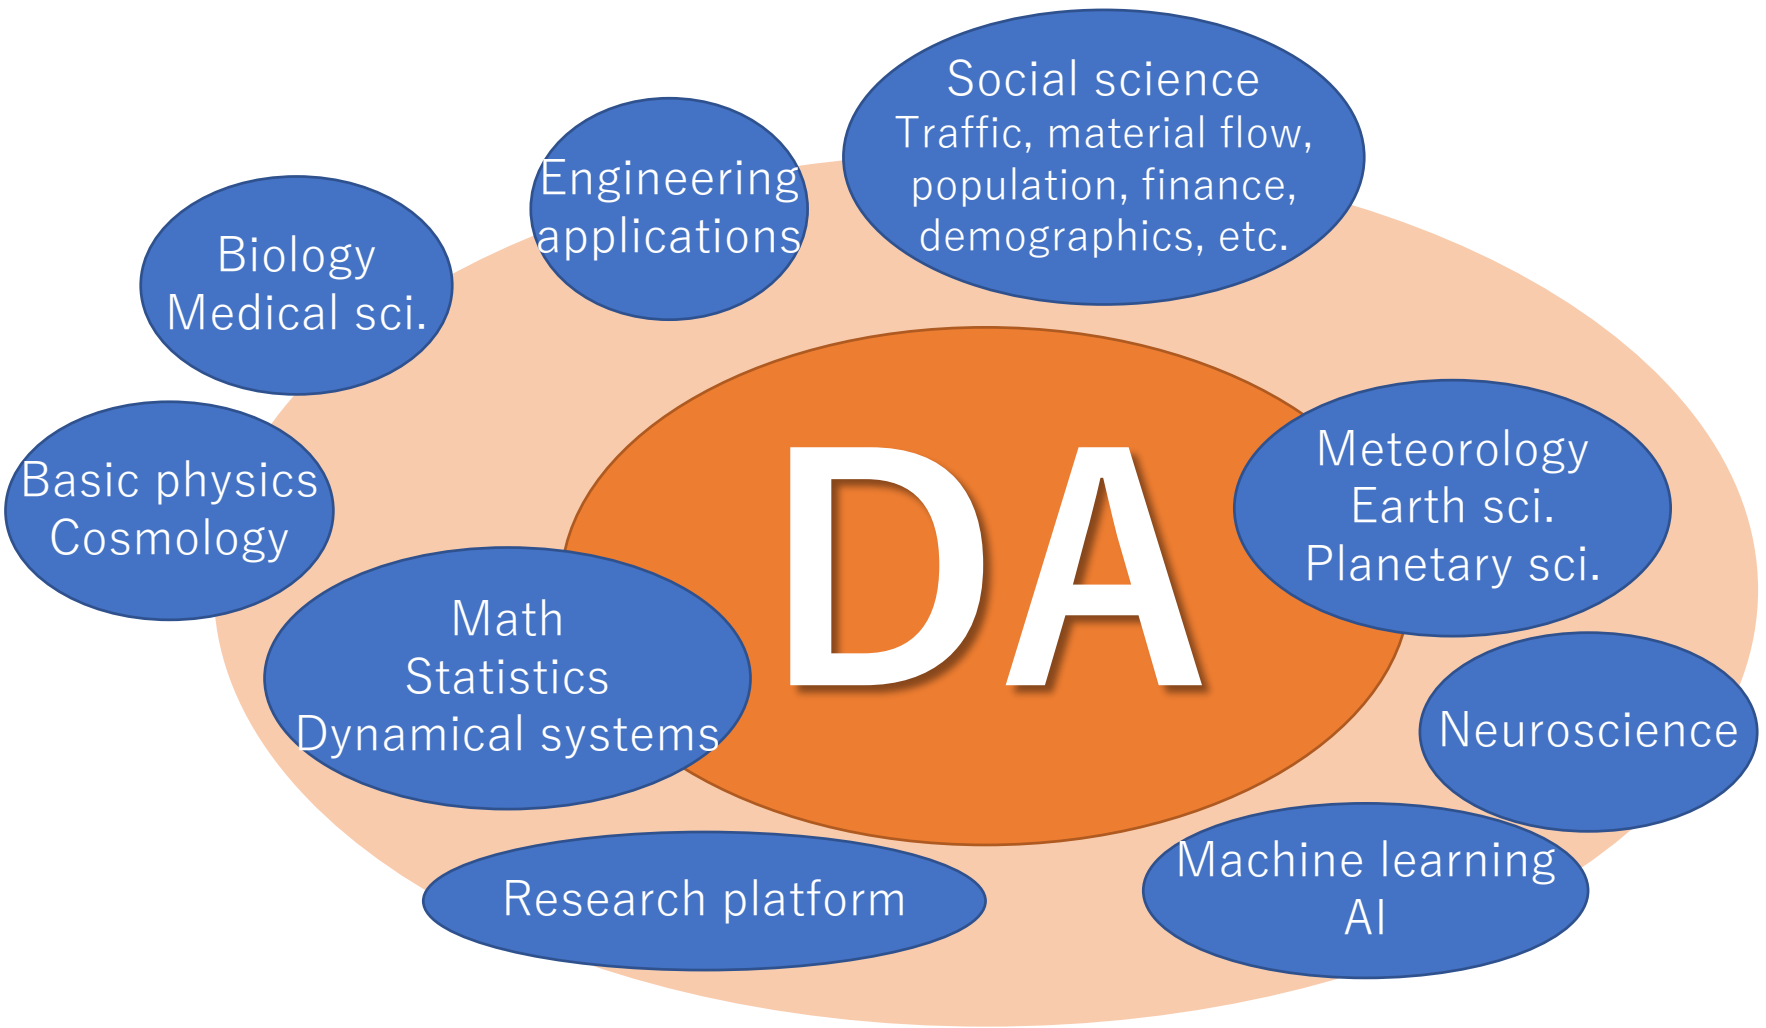 Social science
Traffic, material flow,
population, finance,
demographics, etc.
Engineering
applications
Biology
Medical sci.
Basic physics
Cosmology
DA
Meteorology
Earth sci.
Planetary sci.
Math
Statistics
Dynamical systems
Neuroscience
Research platform
Machine learning
AI